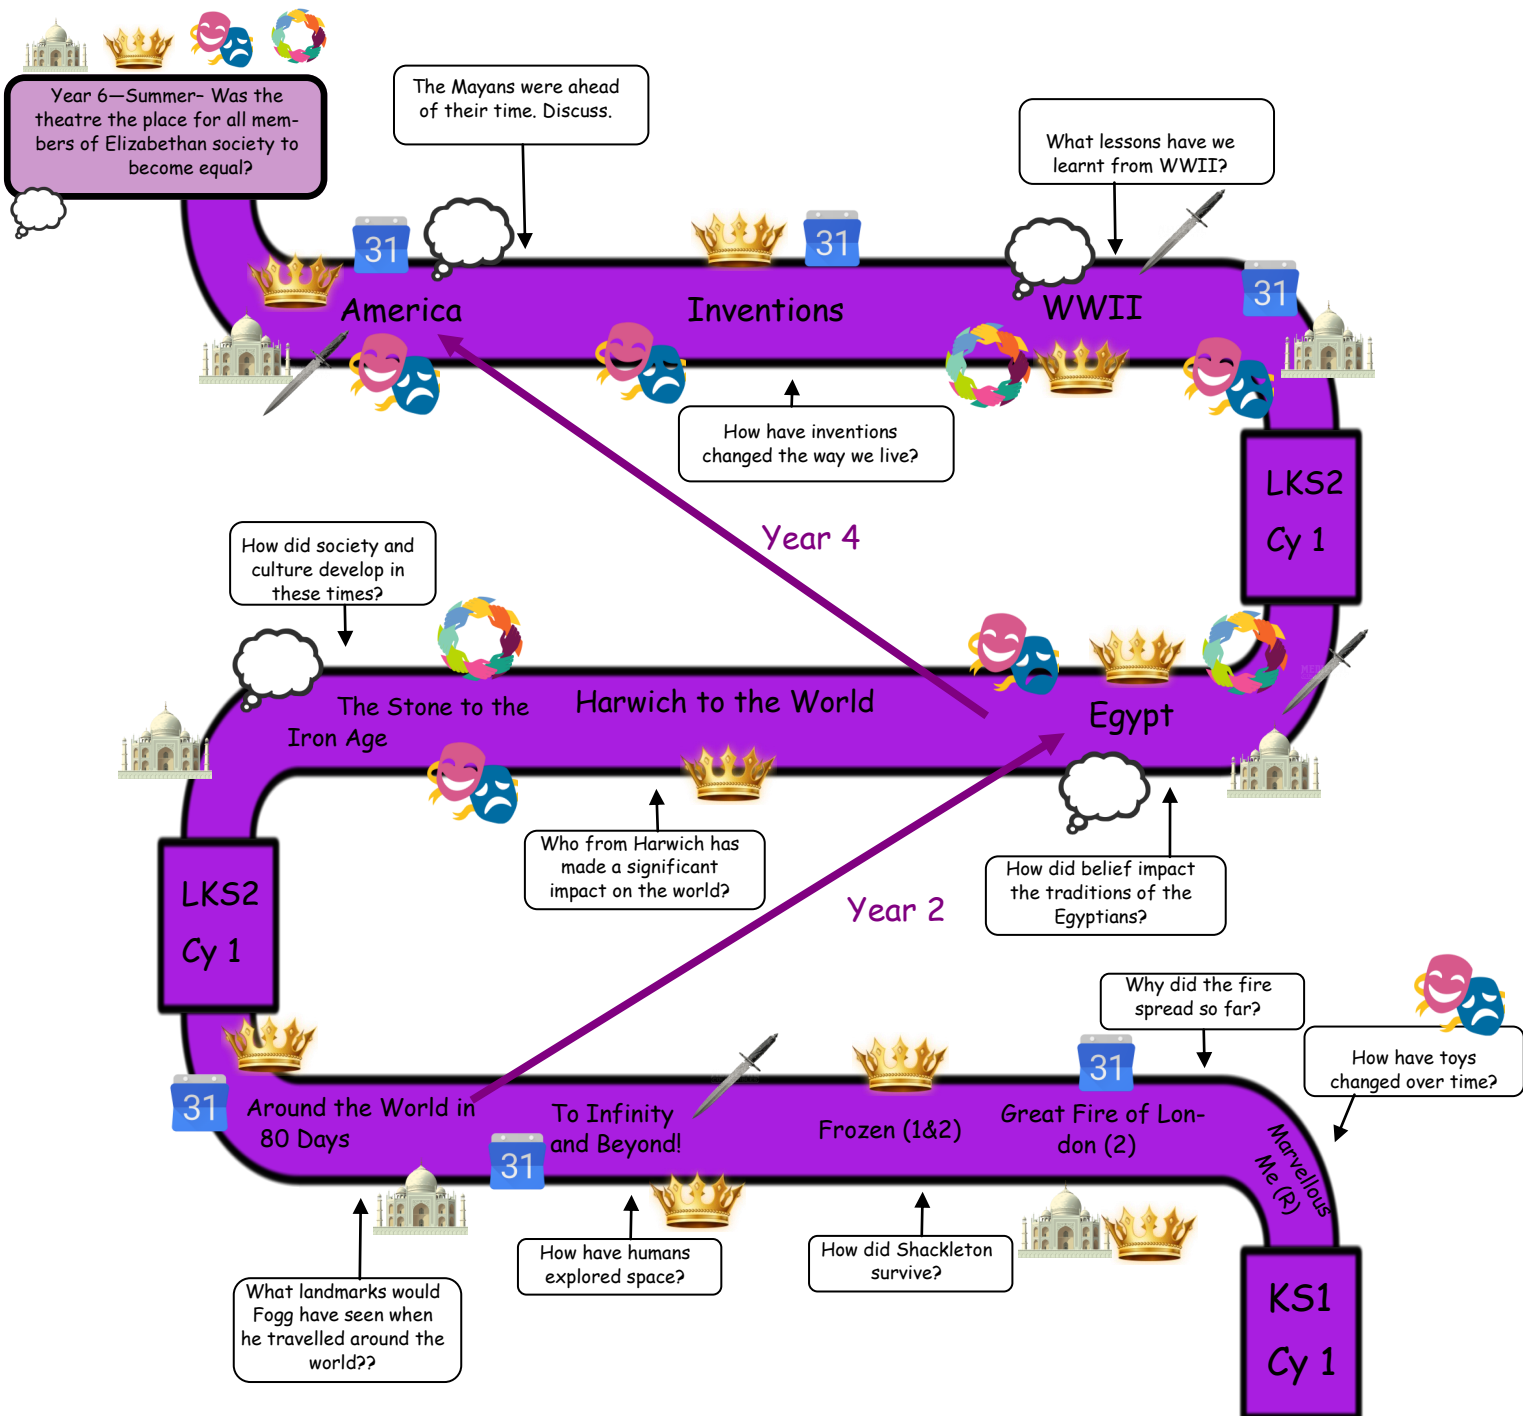 Year 6—Summer– Was the
theatre the place for all mem-
bers of Elizabethan society to
become equal?
The Mayans were ahead
of their time. Discuss.
What lessons have we
learnt from WWII?
31
31
31
America
Inventions
WWII
How have inventions
changed the way we live?
LKS2
Cy 1
Year 4
How did society and
culture develop in
these times?
The Stone to the
Iron Age
Harwich to the World
Egypt
Who from Harwich has
made a significant
impact on the world?
How did belief impact
the traditions of the
Egyptians?
Year 2
LKS2
Cy 1
Why did the fire
spread so far?
How have toys
changed over time?
31
31
Around the World in
80 Days
To Infinity
and Beyond!
31
Frozen (1&2)
Great Fire of Lon-
don (2)
Marvellous
Me (R)
What landmarks would
Fogg have seen when
he travelled around the
world??
How have humans
explored space?
How did Shackleton
survive?
KS1
Cy 1